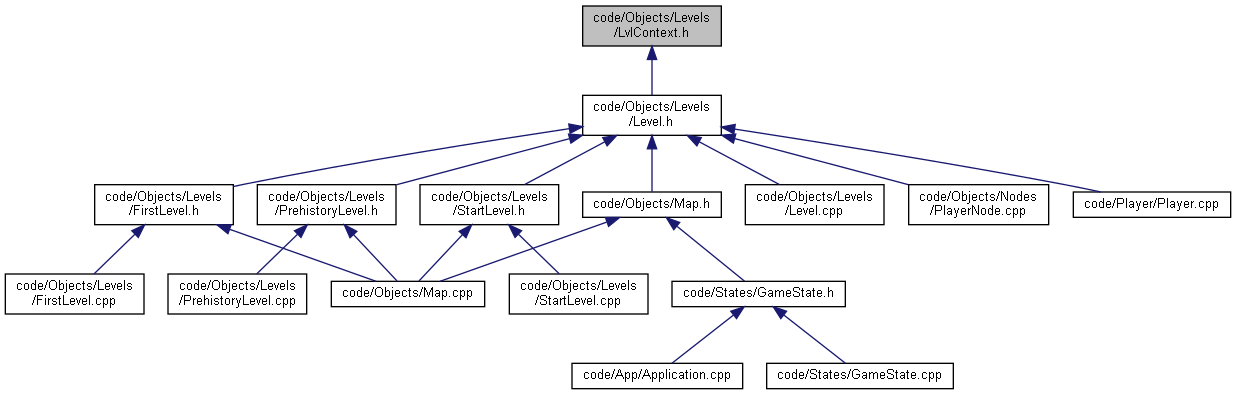 code/Objects/Levels
/LvlContext.h
code/Objects/Levels
/Level.h
code/Objects/Levels
/FirstLevel.h
code/Objects/Levels
/PrehistoryLevel.h
code/Objects/Levels
/StartLevel.h
code/Objects/Map.h
code/Objects/Levels
/Level.cpp
code/Objects/Nodes
/PlayerNode.cpp
code/Player/Player.cpp
code/Objects/Levels
/FirstLevel.cpp
code/Objects/Levels
/PrehistoryLevel.cpp
code/Objects/Map.cpp
code/Objects/Levels
/StartLevel.cpp
code/States/GameState.h
code/App/Application.cpp
code/States/GameState.cpp